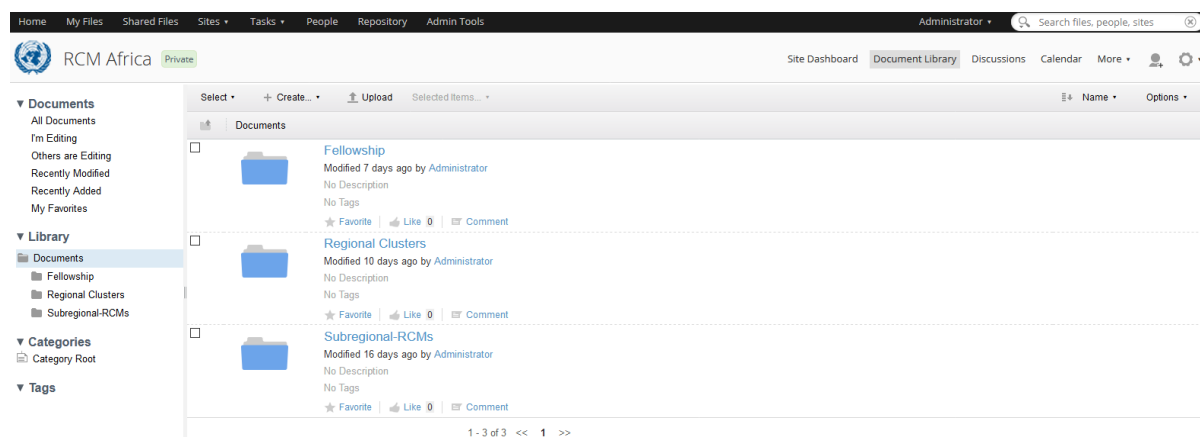 Home My Files Shared Files Sites Tasks People Repository Admin Tools Administrator Search files, people, sites
RCM Africa Private Site Dashboard Document Library Discussions Calendar More
Documents
All Documents
I'm Editing
Others are Editing
Recently Modified
Recently Added
My Favorites
Library
Documents
Fellowship
Regional Clusters
Subregional-RCMs
Categories
Category Root
Tags
Select + Create... Upload Selected Items... Name Options
Documents
Fellowship
Modified 7 days ago by Administrator
No Description
No Tags
Favorite Like 0 Comment
Regional Clusters
Modified 10 days ago by Administrator
No Description
No Tags
Favorite Like 0 Comment
Subregional-RCMs
Modified 16 days ago by Administrator
No Description
No Tags
Favorite Like 0 Comment
1 - 3 of 3 << 1 >>